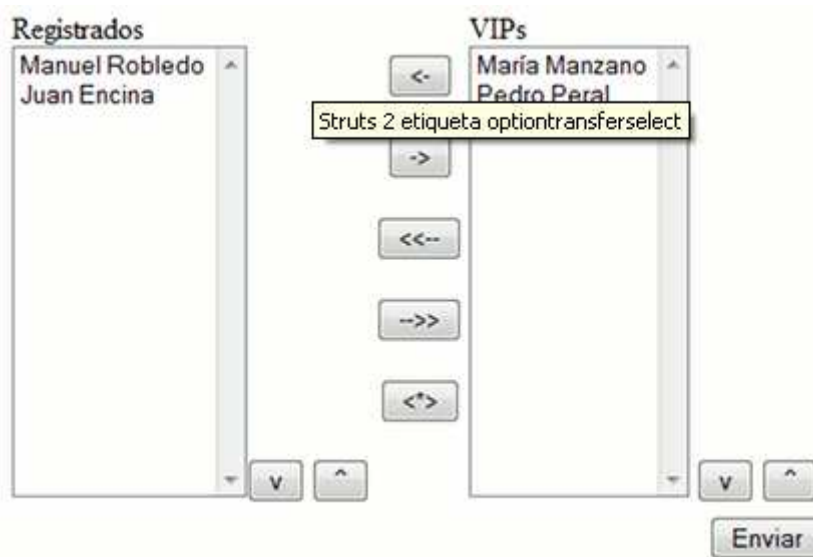 Registrados
Manuel Robledo
Juan Encina
<-
->
<<--
-->>
<*>
v
^
VIPs
María Manzano
Pedro Peral
Struts 2 etiqueta optiontransferselect
v
^
Enviar